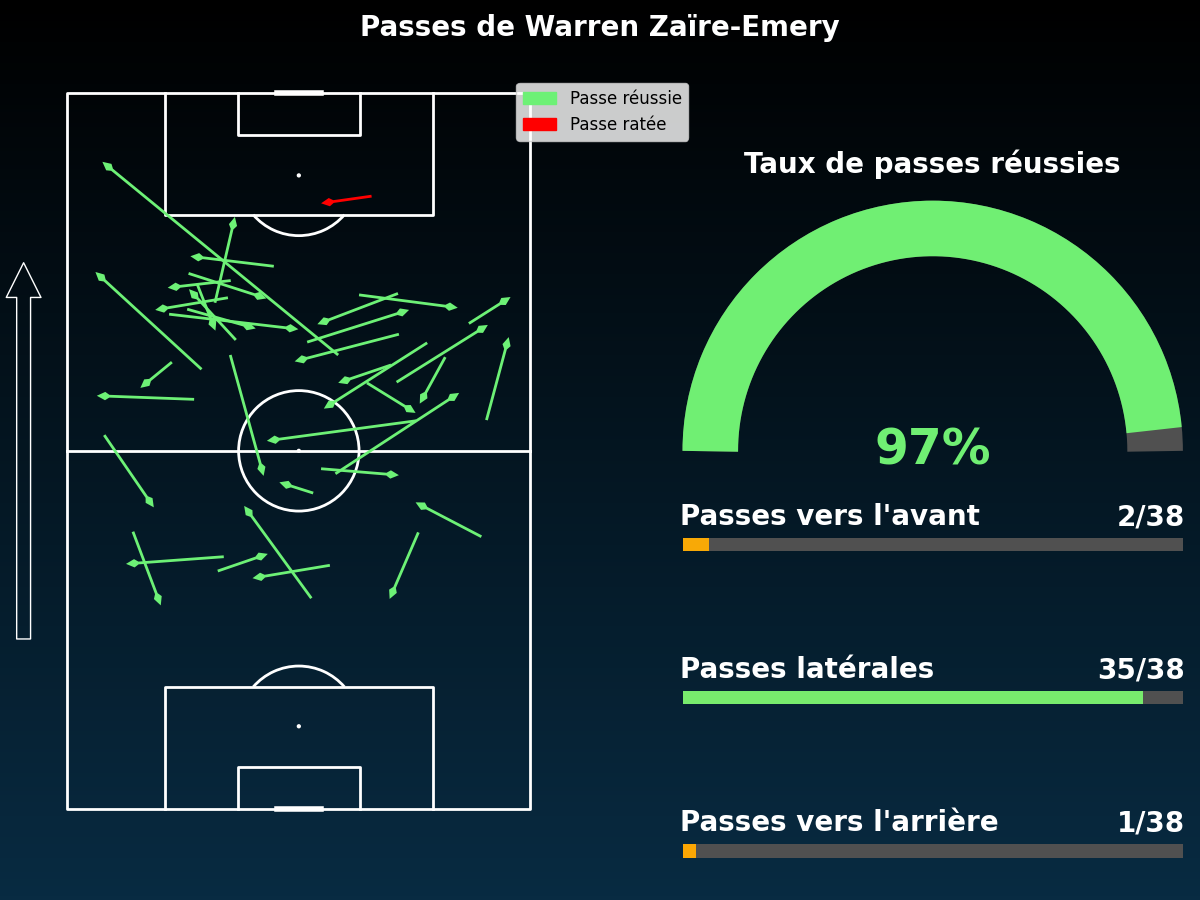 Passes de Warren Zaïre-Emery
Passe réussie
Passe ratée
Taux de passes réussies
97%
Passes vers l'avant 2/38
Passes latérales 35/38
Passes vers l'arrière 1/38